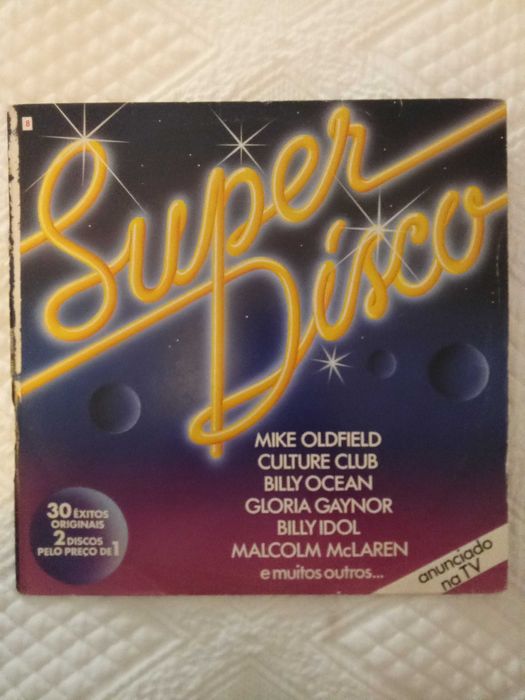 8
Super
Disco
MIKE OLDFIELD
CULTURE CLUB
BILLY OCEAN
GLORIA GAYNOR
BILLY IDOL
MALCOLM McLAREN
e muitos outros...
30 ÊXITOS
ORIGINAIS
2 DISCOS
PELO PREÇO DE 1
anunciado
na TV